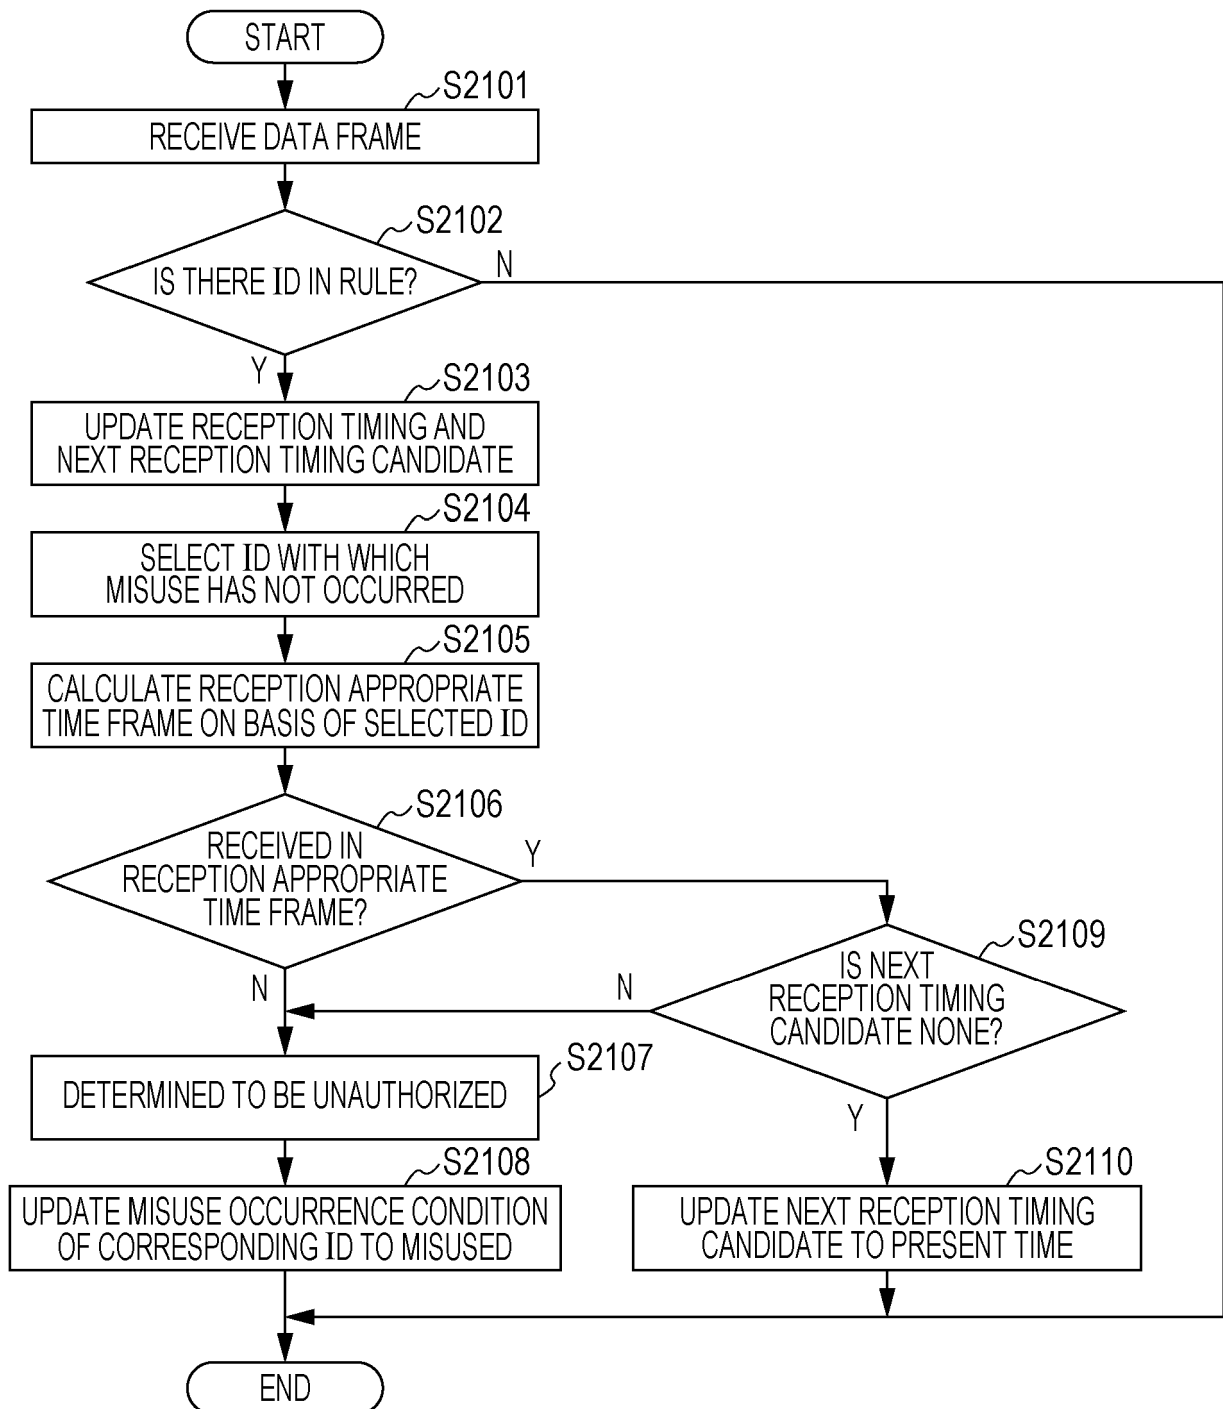 START
S2101
RECEIVE DATA FRAME
S2102
IS THERE ID IN RULE?
N
Y
S2103
UPDATE RECEPTION TIMING AND
NEXT RECEPTION TIMING CANDIDATE
S2104
SELECT ID WITH WHICH
MISUSE HAS NOT OCCURRED
S2105
CALCULATE RECEPTION APPROPRIATE
TIME FRAME ON BASIS OF SELECTED ID
S2106
RECEIVED IN
RECEPTION APPROPRIATE
TIME FRAME?
Y
N
S2109
IS NEXT
RECEPTION TIMING
CANDIDATE NONE?
N
Y
S2107
DETERMINED TO BE UNAUTHORIZED
S2108
UPDATE MISUSE OCCURRENCE CONDITION
OF CORRESPONDING ID TO MISUSED
S2110
UPDATE NEXT RECEPTION TIMING
CANDIDATE TO PRESENT TIME
END